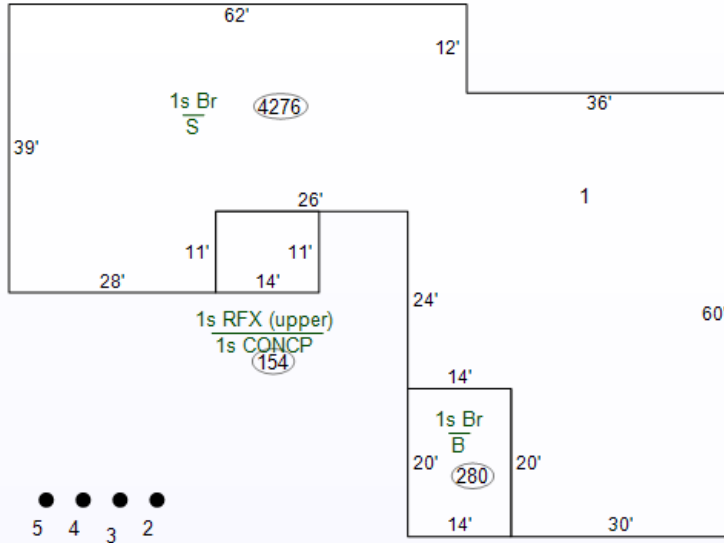 62'
12'
36'
1s Br
S
4276
39'
1
26'
11'
11'
28'
14'
24'
60'
1s RFX (upper)
1s CONCP
154
14'
1s Br
B
20'
280
20'
14'
30'
5 4 3 2